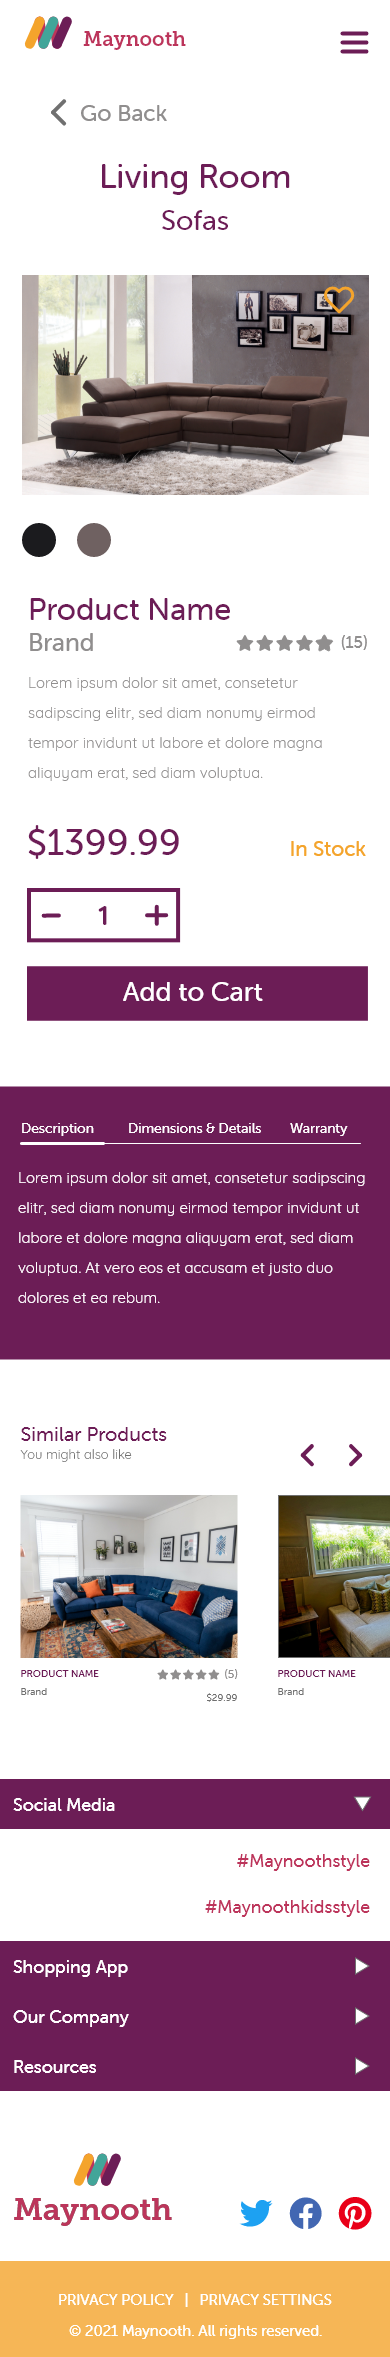 Maynooth
Go Back
Living Room
Sofas
Product Name
Brand (15)
Lorem ipsum dolor sit amet, consetetur
sadipscing elitr, sed diam nonumy eirmod
tempor invidunt ut labore et dolore magna
aliquyam erat, sed diam voluptua.
$1399.99 In Stock
1
Add to Cart
Description Dimensions & Details Warranty
Lorem ipsum dolor sit amet, consetetur sadipscing
elitr, sed diam nonumy eirmod tempor invidunt ut
labore et dolore magna aliquyam erat, sed diam
voluptua. At vero eos et accusam et justo duo
dolores et ea rebum.
Similar Products
You might also like
PRODUCT NAME (5) PRODUCT NAME
Brand $29.99 Brand
Social Media
#Maynoothstyle
#Maynoothkidsstyle
Shopping App
Our Company
Resources
Maynooth
PRIVACY POLICY | PRIVACY SETTINGS
© 2021 Maynooth. All rights reserved.